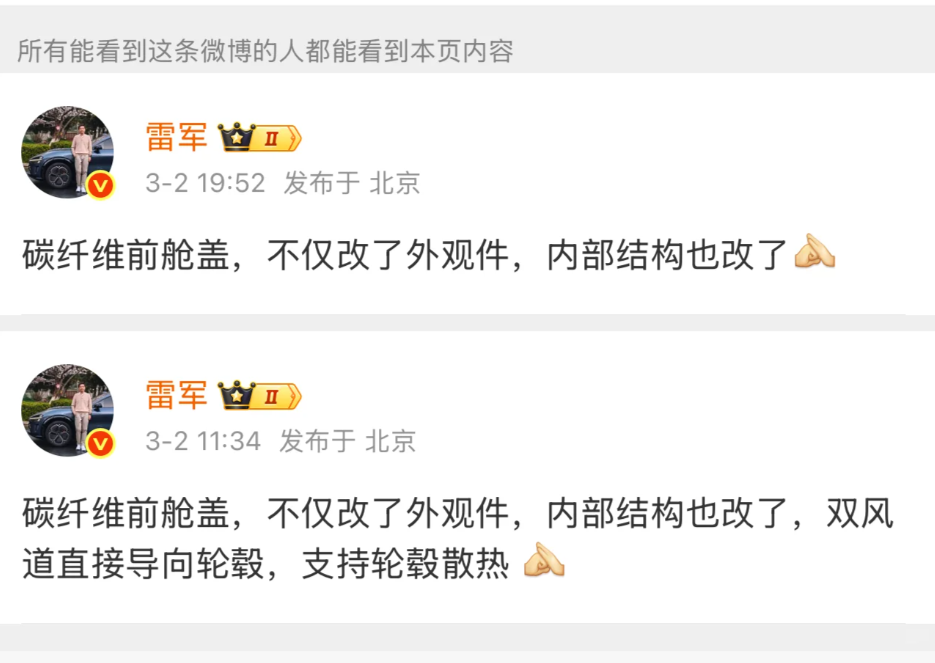 所有能看到这条微博的人都能看到本页内容
雷军 II
3-2 19:52 发布于 北京
碳纤维前舱盖，不仅改了外观件，内部结构也改了🫱🏻‍🫲🏻
雷军 II
3-2 11:34 发布于 北京
碳纤维前舱盖，不仅改了外观件，内部结构也改了，双风
道直接导向轮毂，支持轮毂散热